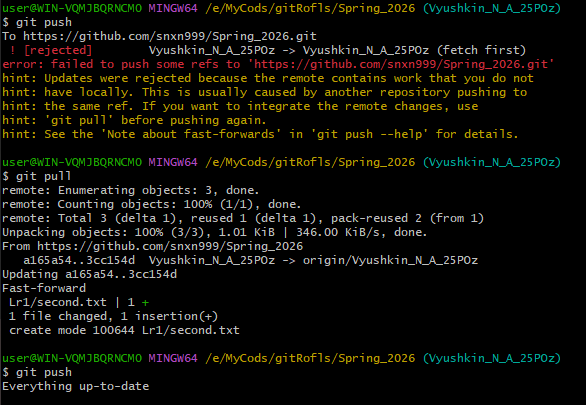 user@WIN-VQMJBQRNCMO MINGW64 /e/MyCods/gitRofls/Spring_2026 (Vyushkin_N_A_25POz)
$ git push
To https://github.com/snxn999/Spring_2026.git
 ! [rejected]        Vyushkin_N_A_25POz -> Vyushkin_N_A_25POz (fetch first)
error: failed to push some refs to 'https://github.com/snxn999/Spring_2026.git'
hint: Updates were rejected because the remote contains work that you do not
hint: have locally. This is usually caused by another repository pushing to
hint: the same ref. If you want to integrate the remote changes, use
hint: 'git pull' before pushing again.
hint: See the 'Note about fast-forwards' in 'git push --help' for details.
user@WIN-VQMJBQRNCMO MINGW64 /e/MyCods/gitRofls/Spring_2026 (Vyushkin_N_A_25POz)
$ git pull
remote: Enumerating objects: 3, done.
remote: Counting objects: 100% (1/1), done.
remote: Total 3 (delta 1), reused 1 (delta 1), pack-reused 2 (from 1)
Unpacking objects: 100% (3/3), 1.01 KiB | 346.00 KiB/s, done.
From https://github.com/snxn999/Spring_2026
   a165a54..3cc154d  Vyushkin_N_A_25POz -> origin/Vyushkin_N_A_25POz
Updating a165a54..3cc154d
Fast-forward
 Lr1/second.txt | 1 +
 1 file changed, 1 insertion(+)
 create mode 100644 Lr1/second.txt
user@WIN-VQMJBQRNCMO MINGW64 /e/MyCods/gitRofls/Spring_2026 (Vyushkin_N_A_25POz)
$ git push
Everything up-to-date